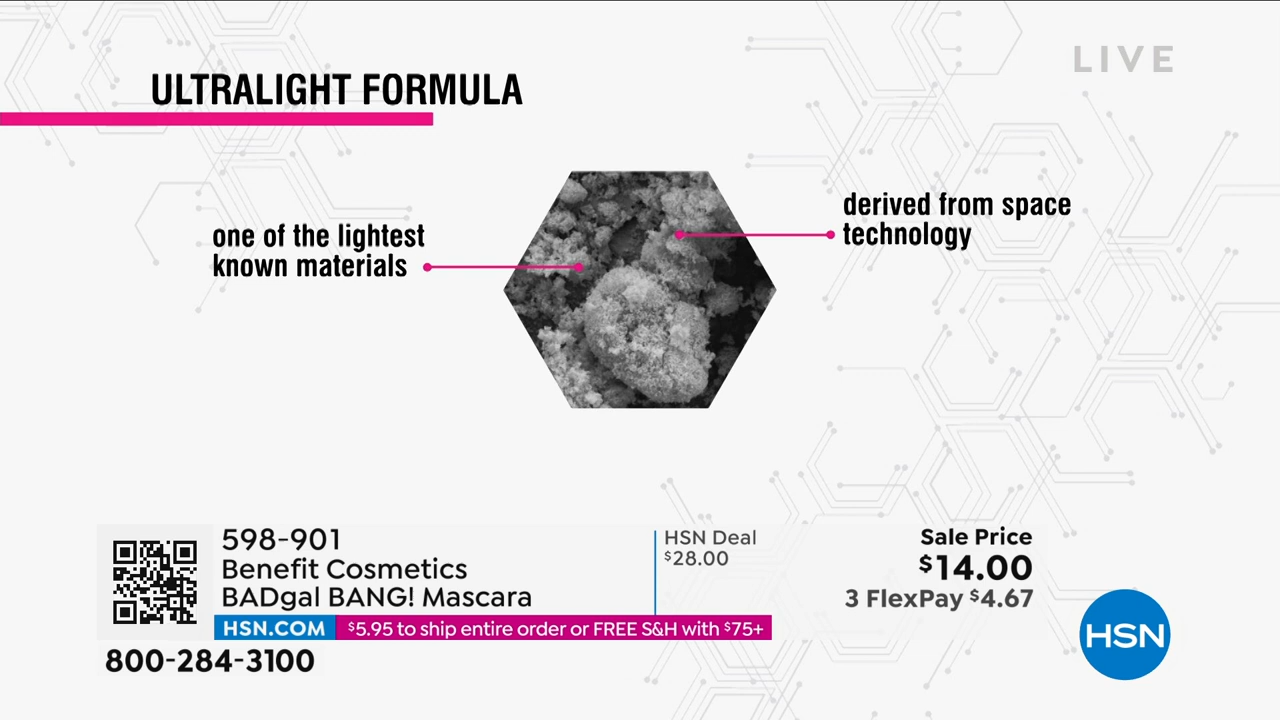 LIVE
ULTRALIGHT FORMULA
one of the lightest
known materials
derived from space
technology
598-901
Benefit Cosmetics
BADgal BANG! Mascara
HSN Deal
$28.00
Sale Price
$14.00
3 FlexPay $4.67
HSN.COM $5.95 to ship entire order or FREE S&H with $75+
800-284-3100
HSN